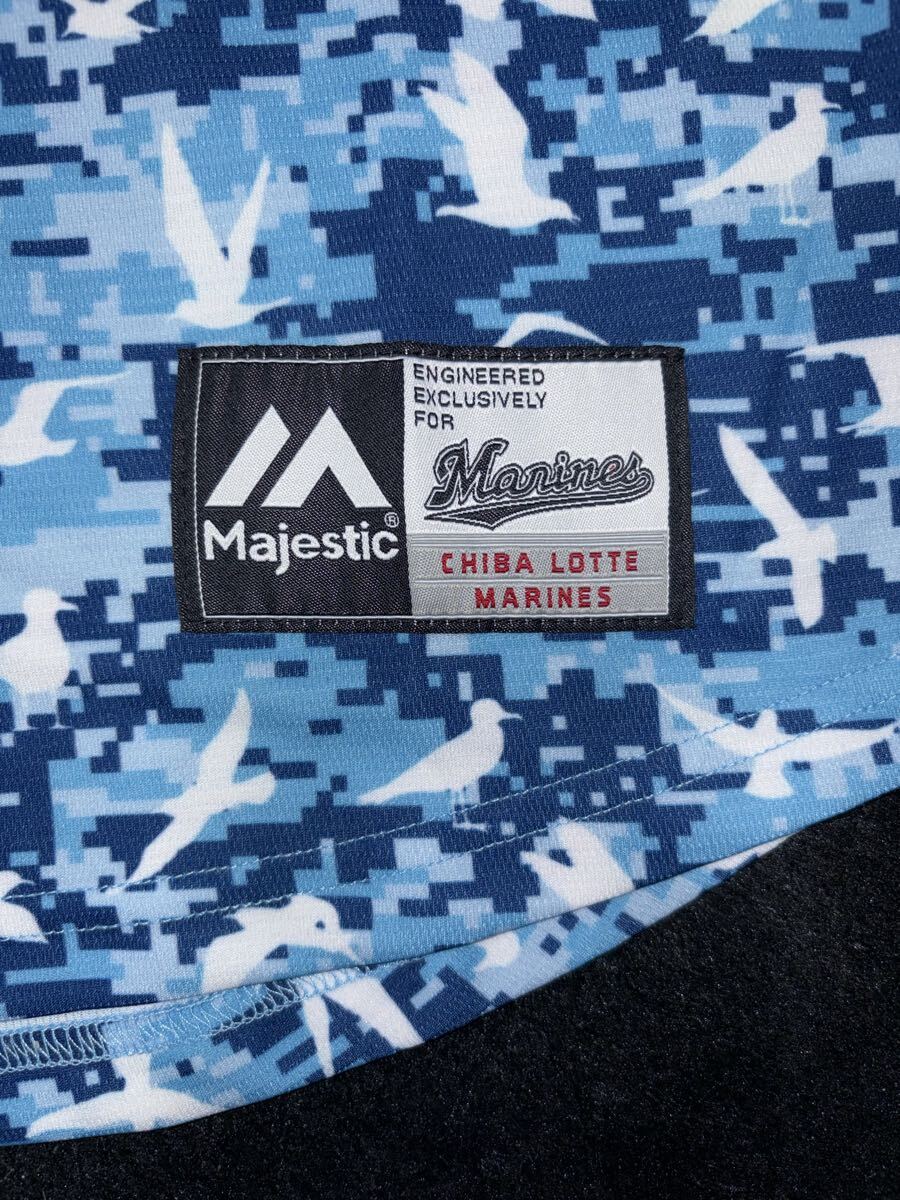 Majestic®
ENGINEERED
EXCLUSIVELY
FOR
Marines
CHIBA LOTTE
MARINES